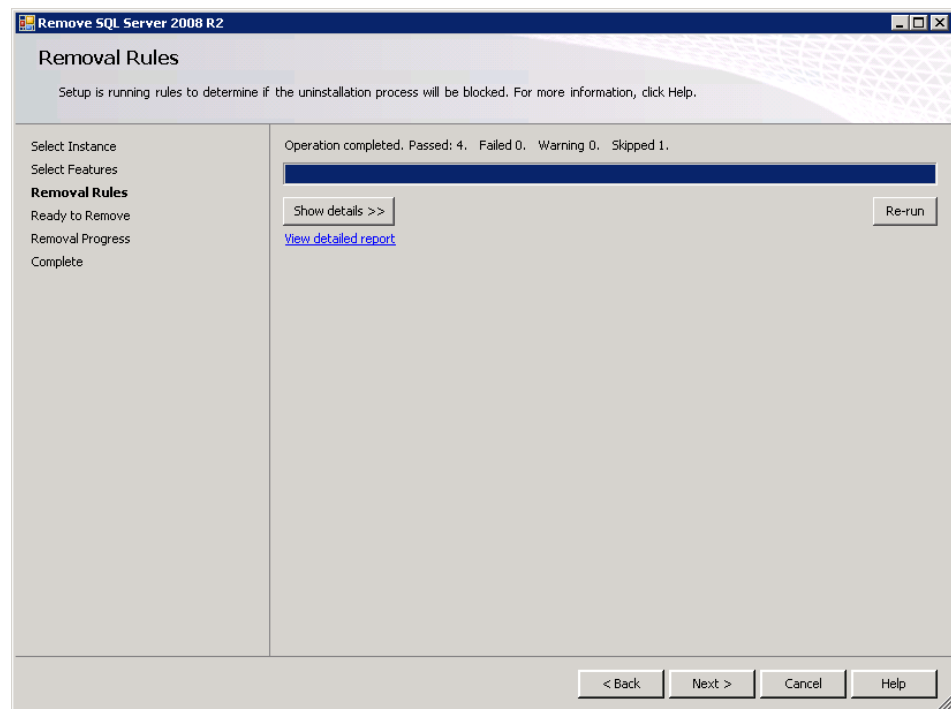 Remove SQL Server 2008 R2
Removal Rules
Setup is running rules to determine if the uninstallation process will be blocked. For more information, click Help.
Select Instance
Select Features
Removal Rules
Ready to Remove
Removal Progress
Complete
Operation completed. Passed: 4.   Failed 0.   Warning 0.   Skipped 1.
Show details >>
Re-run
View detailed report
< Back
Next >
Cancel
Help